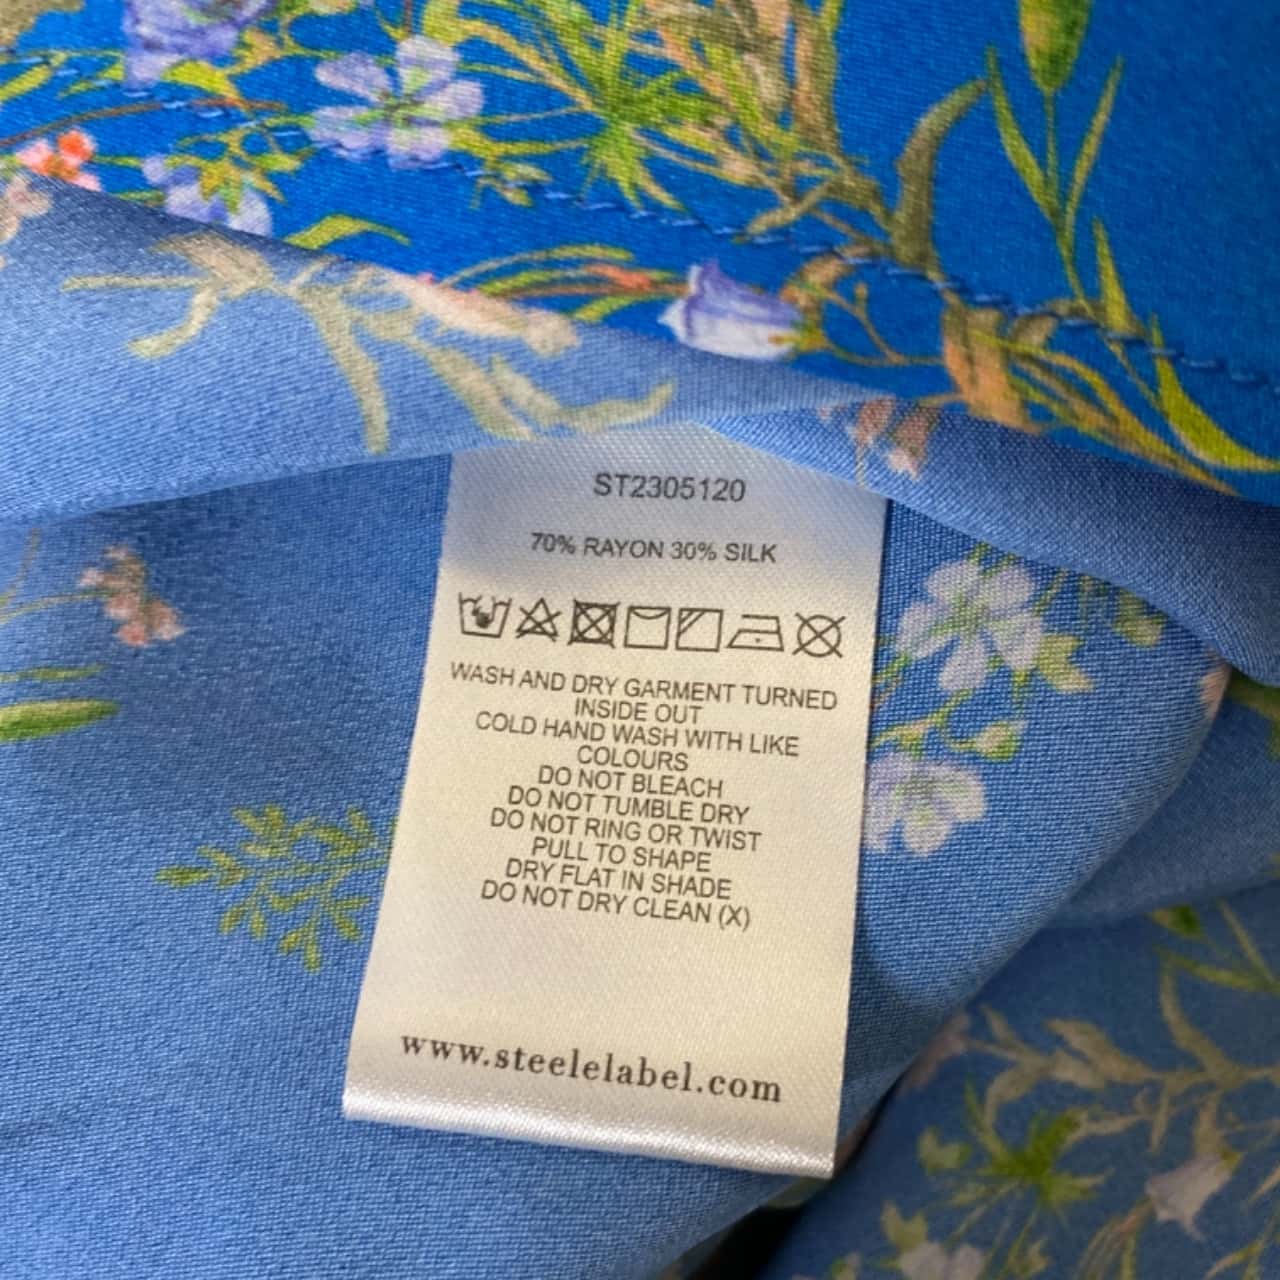 ST2305120
70% RAYON 30% SILK
WASH AND DRY GARMENT TURNED
INSIDE OUT
COLD HAND WASH WITH LIKE
COLOURS
DO NOT BLEACH
DO NOT TUMBLE DRY
DO NOT RING OR TWIST
PULL TO SHAPE
DRY FLAT IN SHADE
DO NOT DRY CLEAN (X)
www.steelelabel.com